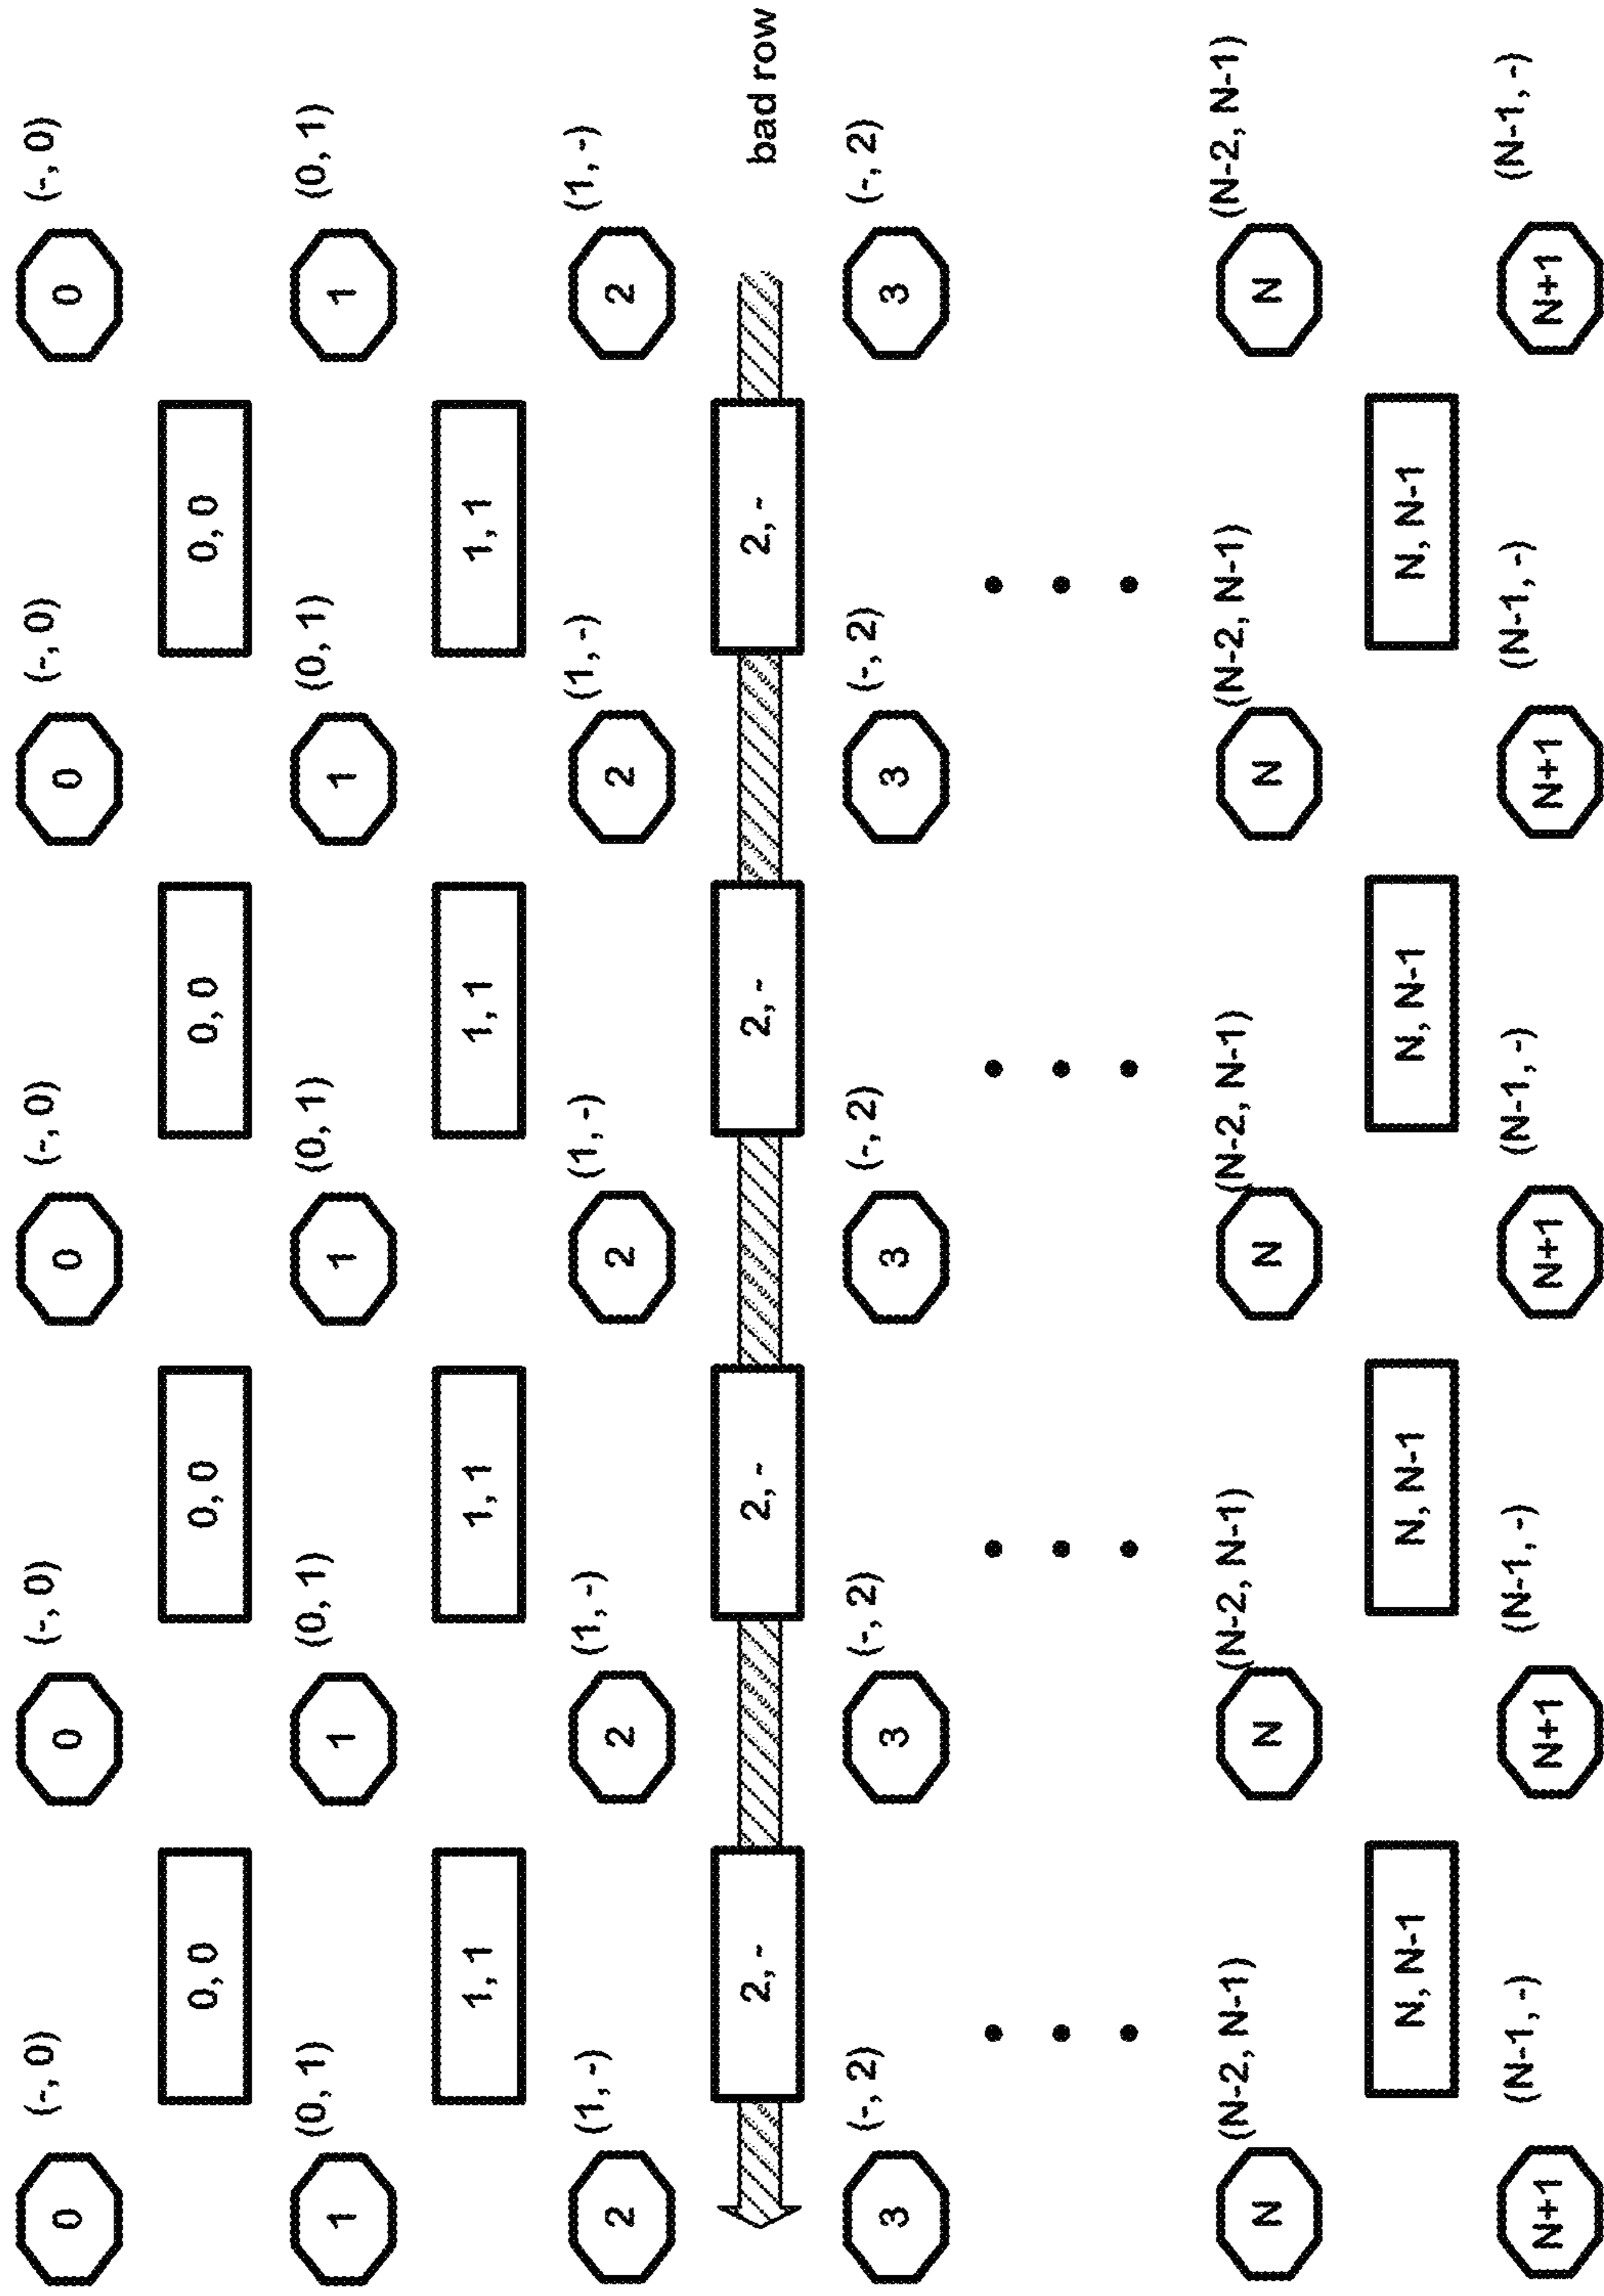 (-, 0) (-, 0) (-, 0) (-, 0) (-, 0)
0 0 0 0 0
0, 0 0, 0 0, 0 0, 0
(0, 1) (0, 1) (0, 1) (0, 1) (0, 1)
1 1 1 1 1
1, 1 1, 1 1, 1 1, 1
(1, -) (1, -) (1, -) (1, -) (1, -)
2 2 2 2 2
2, - 2, - 2, - 2, - bad row
(-, 2) (-, 2) (-, 2) (-, 2) (-, 2)
3 3 3 3 3
(N-2, N-1) (N-2, N-1) (N-2, N-1) (N-2, N-1) (N-2, N-1)
N N N N N
N, N-1 N, N-1 N, N-1 N, N-1
(N-1, -) (N-1, -) (N-1, -) (N-1, -) (N-1, -)
N+1 N+1 N+1 N+1 N+1